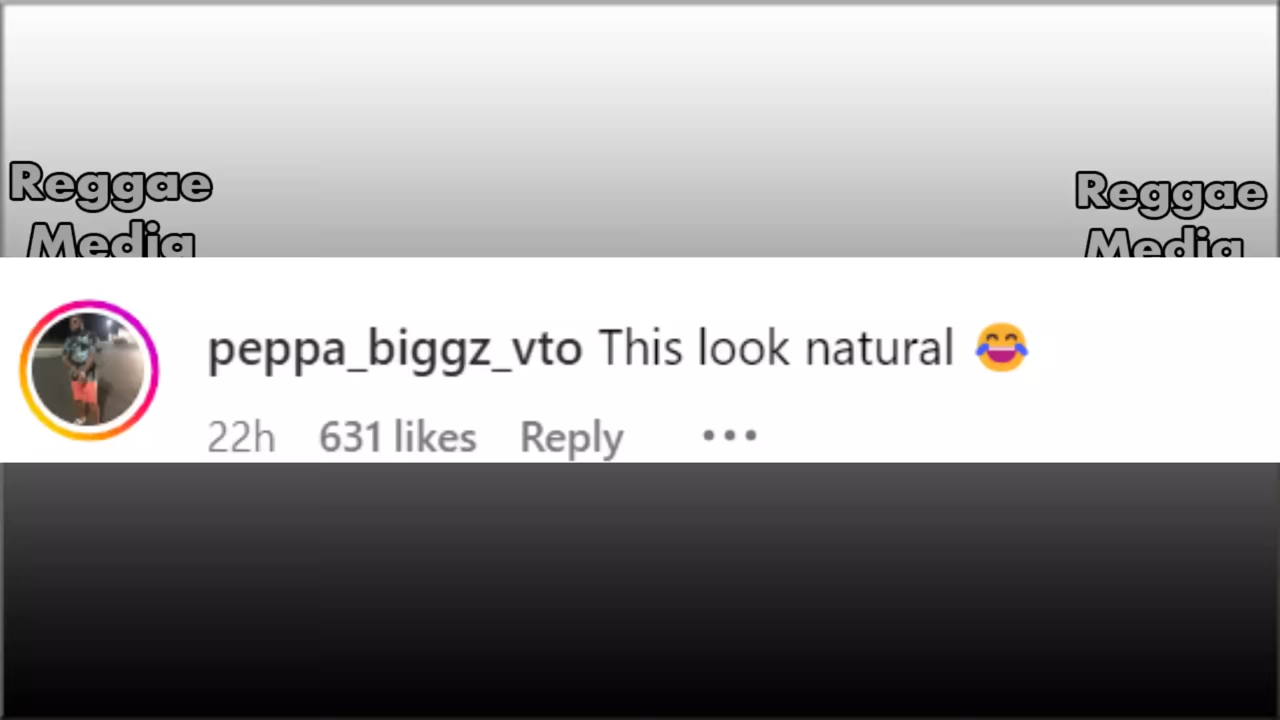 Reggae
Media
Reggae
Media
peppa_biggz_vto This look natural 😂
22h 631 likes Reply ...